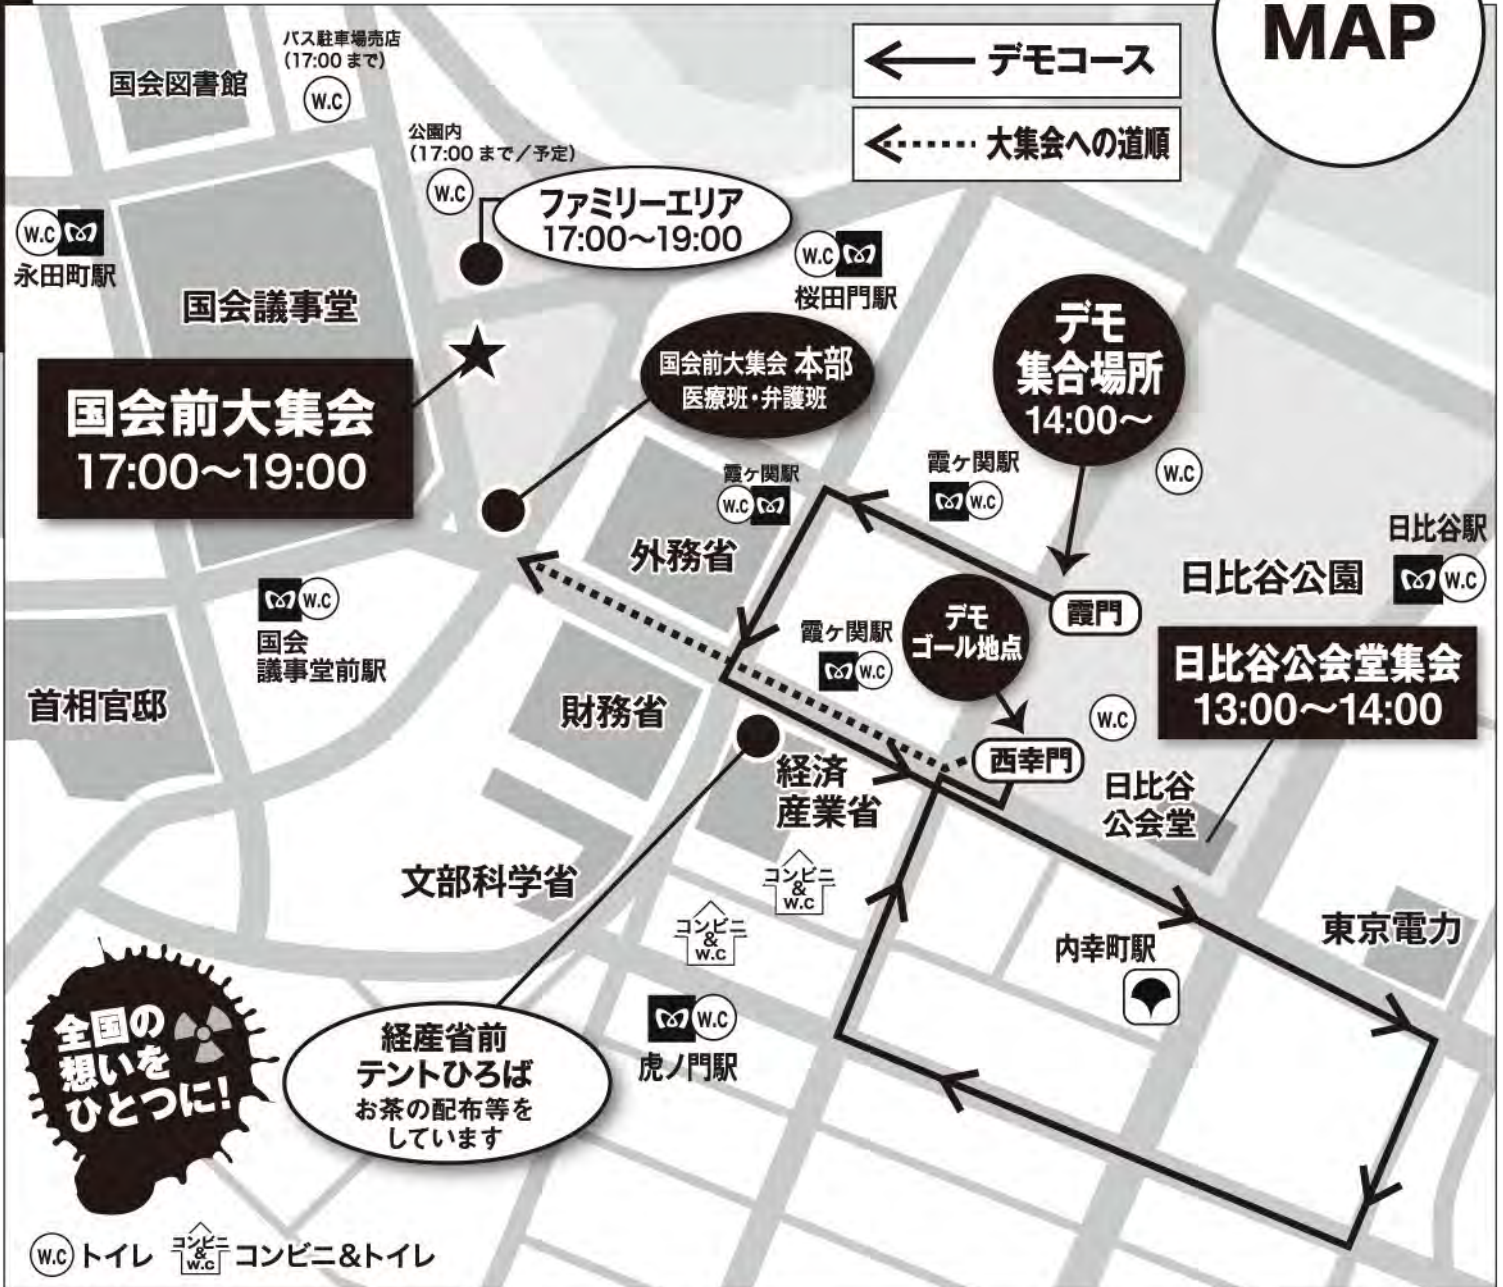 MAP
デモコース
大集会への道順
バス駐車場売店
(17:00 まで)
W.C
国会図書館
公園内
(17:00 まで/予定)
W.C
ファミリーエリア
17:00〜19:00
W.C
永田町駅
国会議事堂
W.C
桜田門駅
国会前大集会
17:00〜19:00
国会前大集会 本部
医療班・弁護班
デモ
集合場所
14:00〜
W.C
霞ヶ関駅
W.C
霞ヶ関駅
W.C
日比谷駅
W.C
外務省
日比谷公園
霞門
W.C
国会
議事堂前駅
デモ
ゴール地点
霞ヶ関駅
W.C
日比谷公会堂集会
13:00〜14:00
首相官邸
財務省
W.C
西幸門
経済
産業省
日比谷
公会堂
文部科学省
コンビニ
&
W.C
コンビニ
&
W.C
東京電力
内幸町駅
全国の
想いを
ひとつに!
経産省前
テントひろば
お茶の配布等を
しています
W.C
虎ノ門駅
W.C トイレ
コンビニ
&
W.C
コンビニ&トイレ